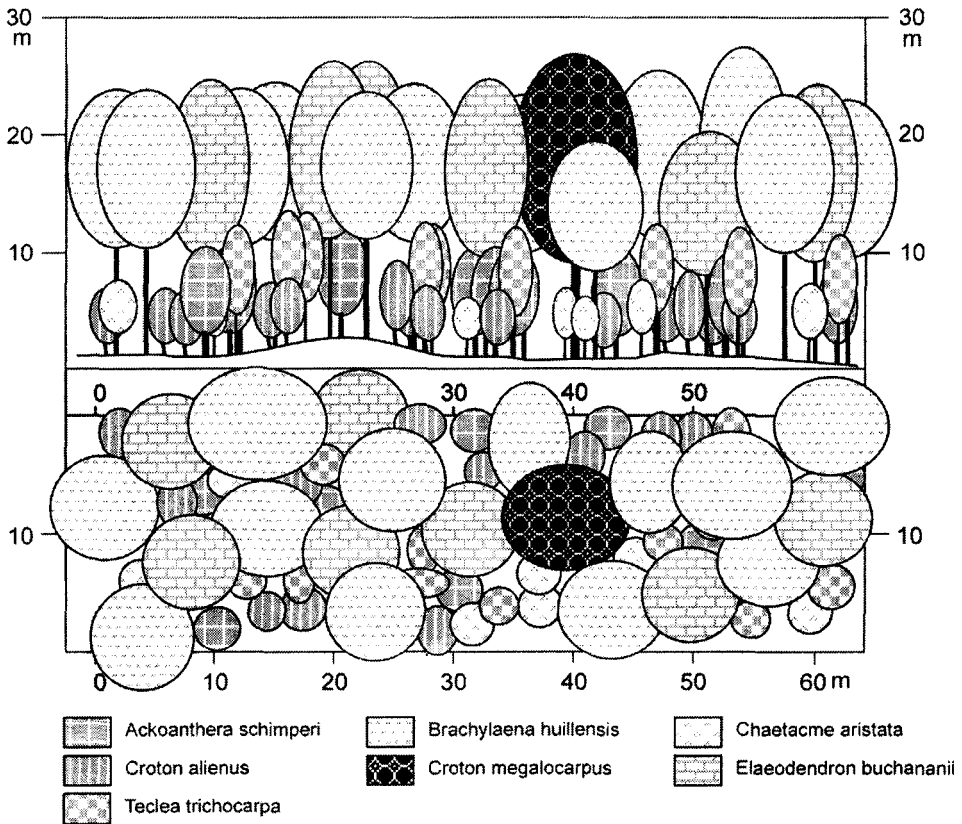 30 30
m m
20 20
10 10
0 30 40 50
10 10
0 10 20 30 40 50 60 m
Ackoanthera schimperi Brachylaena huillensis Chaetacme aristata
Croton alienus Croton megalocarpus Elaeodendron buchananii
Teclea trichocarpa